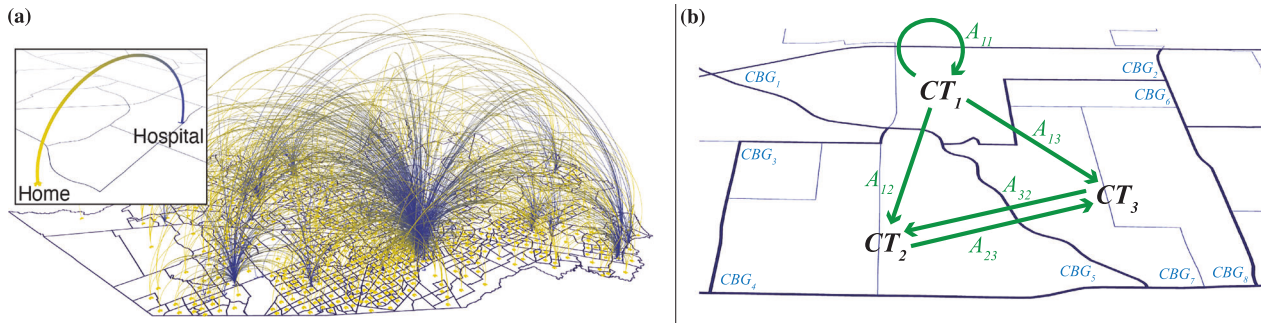 (a)
Hospital
Home
(b)
A₁₁
CBG₁
CT₁
CBG₂
CBG₆
A₁₃
CBG₃
A₁₂
A₃₂
CT₃
CT₂
A₂₃
CBG₄
CBG₅
CBG₇
CBG₈